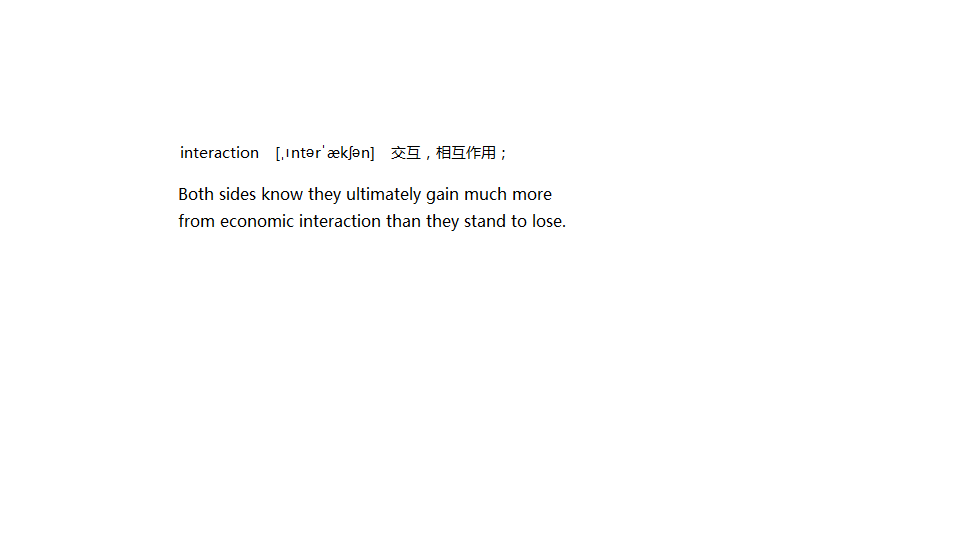 interaction [ˌɪntərˈækʃən] 交互，相互作用；
Both sides know they ultimately gain much more
from economic interaction than they stand to lose.